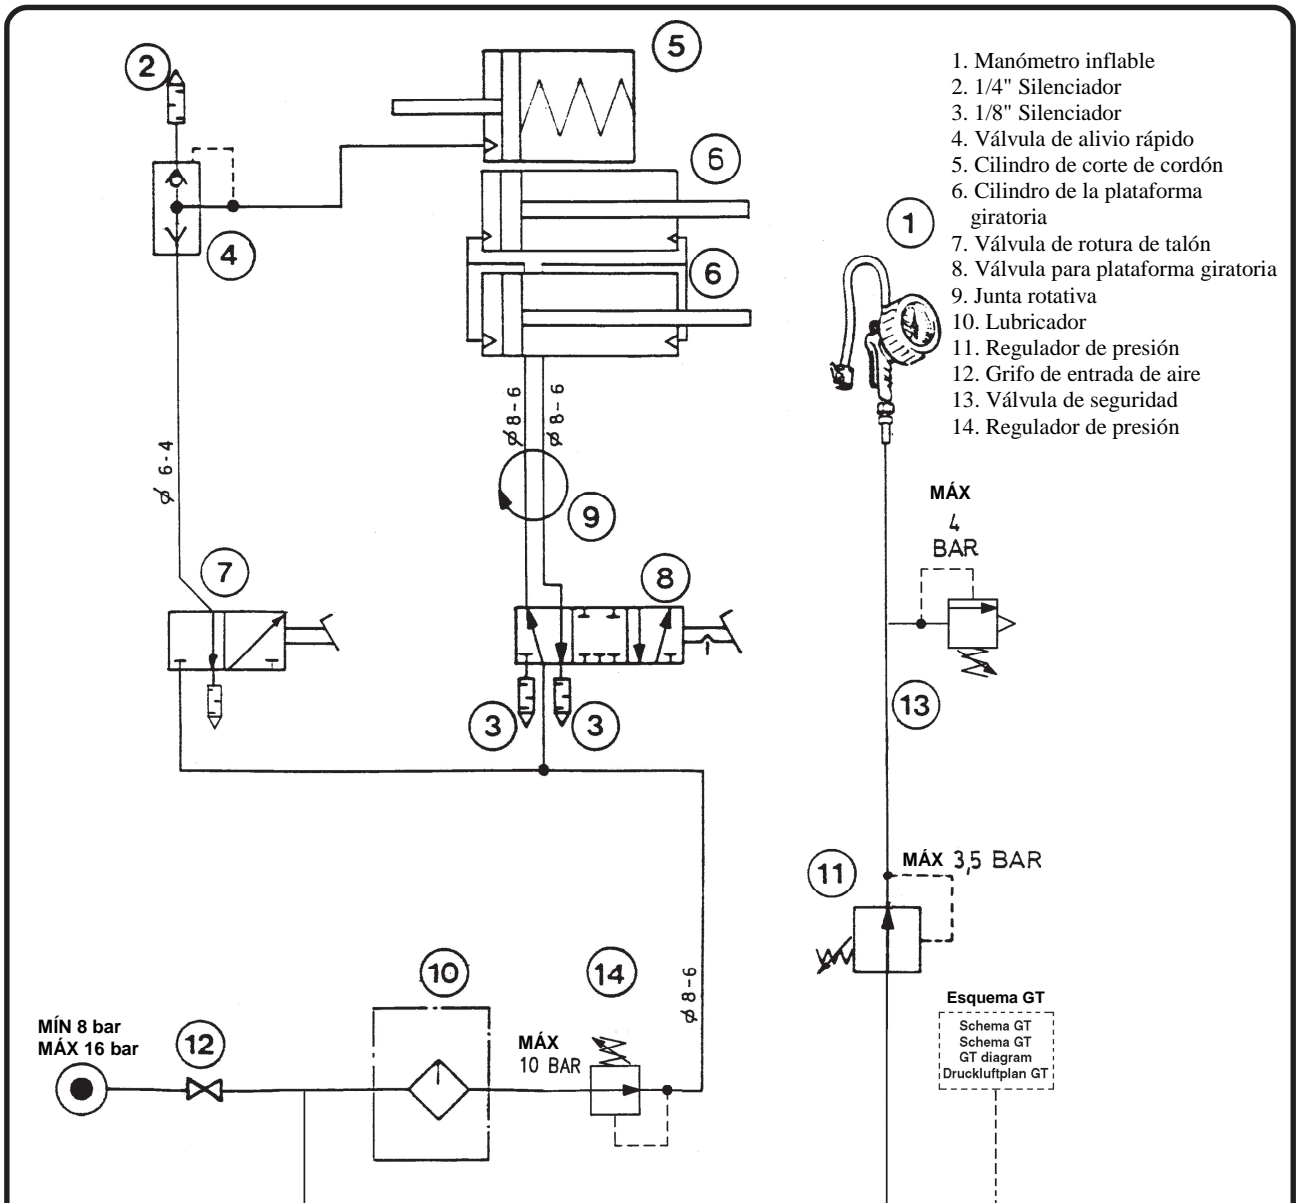 1. Manómetro inflable
2. 1/4" Silenciador
3. 1/8" Silenciador
4. Válvula de alivio rápido
5. Cilindro de corte de cordón
6. Cilindro de la plataforma
giratoria
7. Válvula de rotura de talón
8. Válvula para plataforma giratoria
9. Junta rotativa
10. Lubricador
11. Regulador de presión
12. Grifo de entrada de aire
13. Válvula de seguridad
14. Regulador de presión
2
5
6
4
6
1
ø 8-6
ø 8-6
ø 6-4
9
7
8
3
3
MÁX
4
BAR
13
11
MÁX 3,5 BAR
10
14
ø 8-6
MÍN 8 bar
MÁX 16 bar
12
MÁX
10 BAR
Esquema GT
Schema GT
Schema GT
GT diagram
Druckluftplan GT